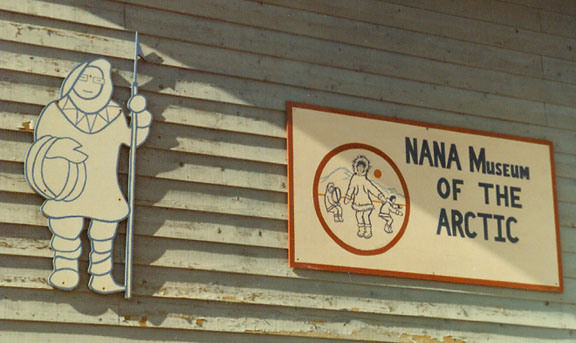 NANA MUSEUM
OF THE
ARCTIC